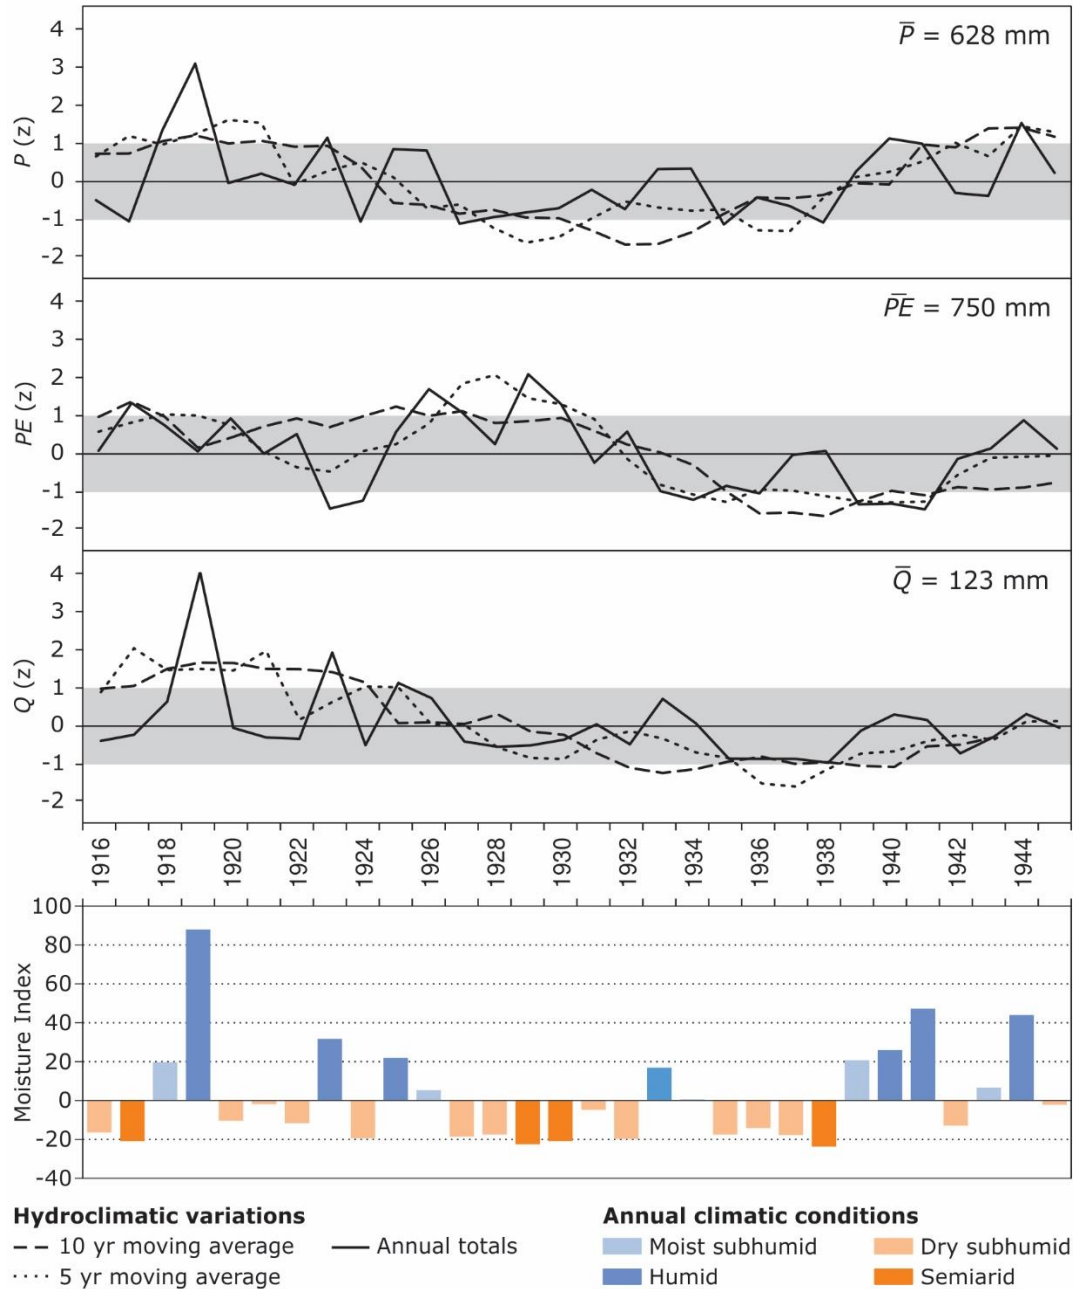 4
3
2
1
0
-1
-2
P (z)
P̅ = 628 mm
4
3
2
1
0
-1
-2
PE (z)
P̅E̅ = 750 mm
4
3
2
1
0
-1
-2
Q (z)
Q̅ = 123 mm
1916
1918
1920
1922
1924
1926
1928
1930
1932
1934
1936
1938
1940
1942
1944
100
80
60
40
20
0
-20
-40
Moisture Index
Hydroclimatic variations
10 yr moving average
Annual totals
5 yr moving average
Annual climatic conditions
Moist subhumid
Dry subhumid
Humid
Semiarid